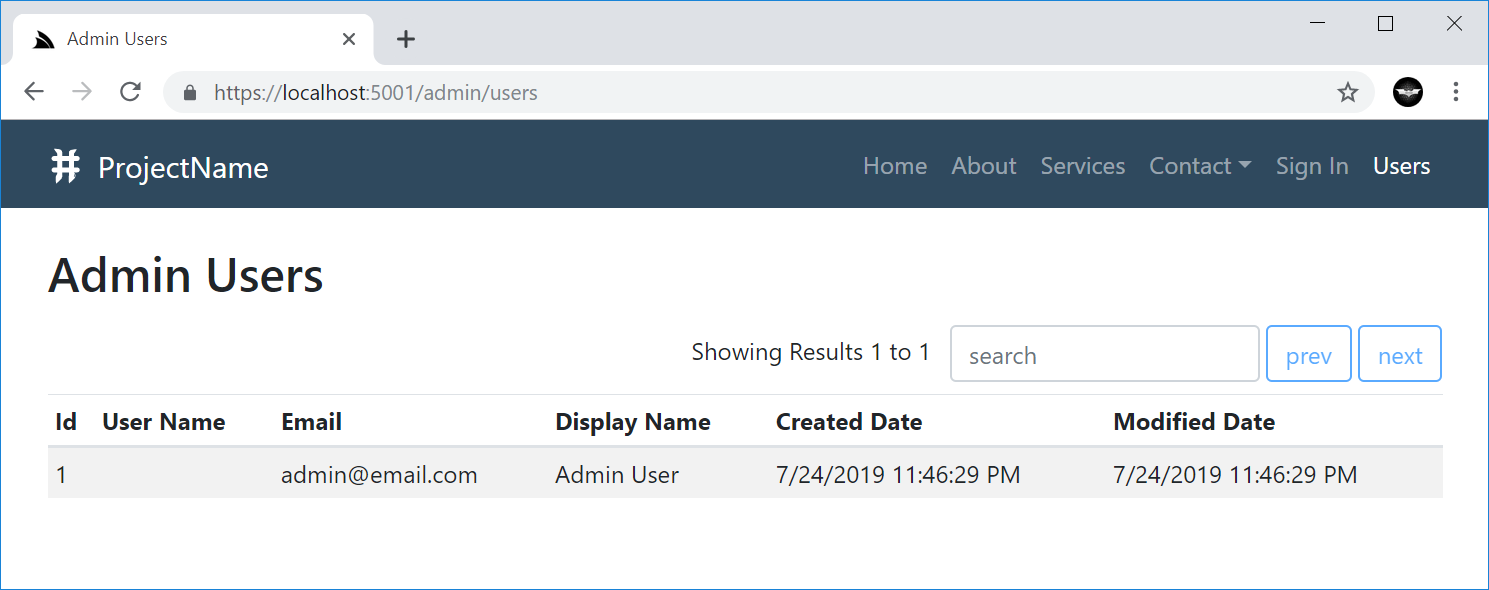 Admin Users
https://localhost:5001/admin/users
ProjectName Home About Services Contact Sign In Users
Admin Users
Showing Results 1 to 1 search prev next
Id User Name Email Display Name Created Date Modified Date
1 admin@email.com Admin User 7/24/2019 11:46:29 PM 7/24/2019 11:46:29 PM